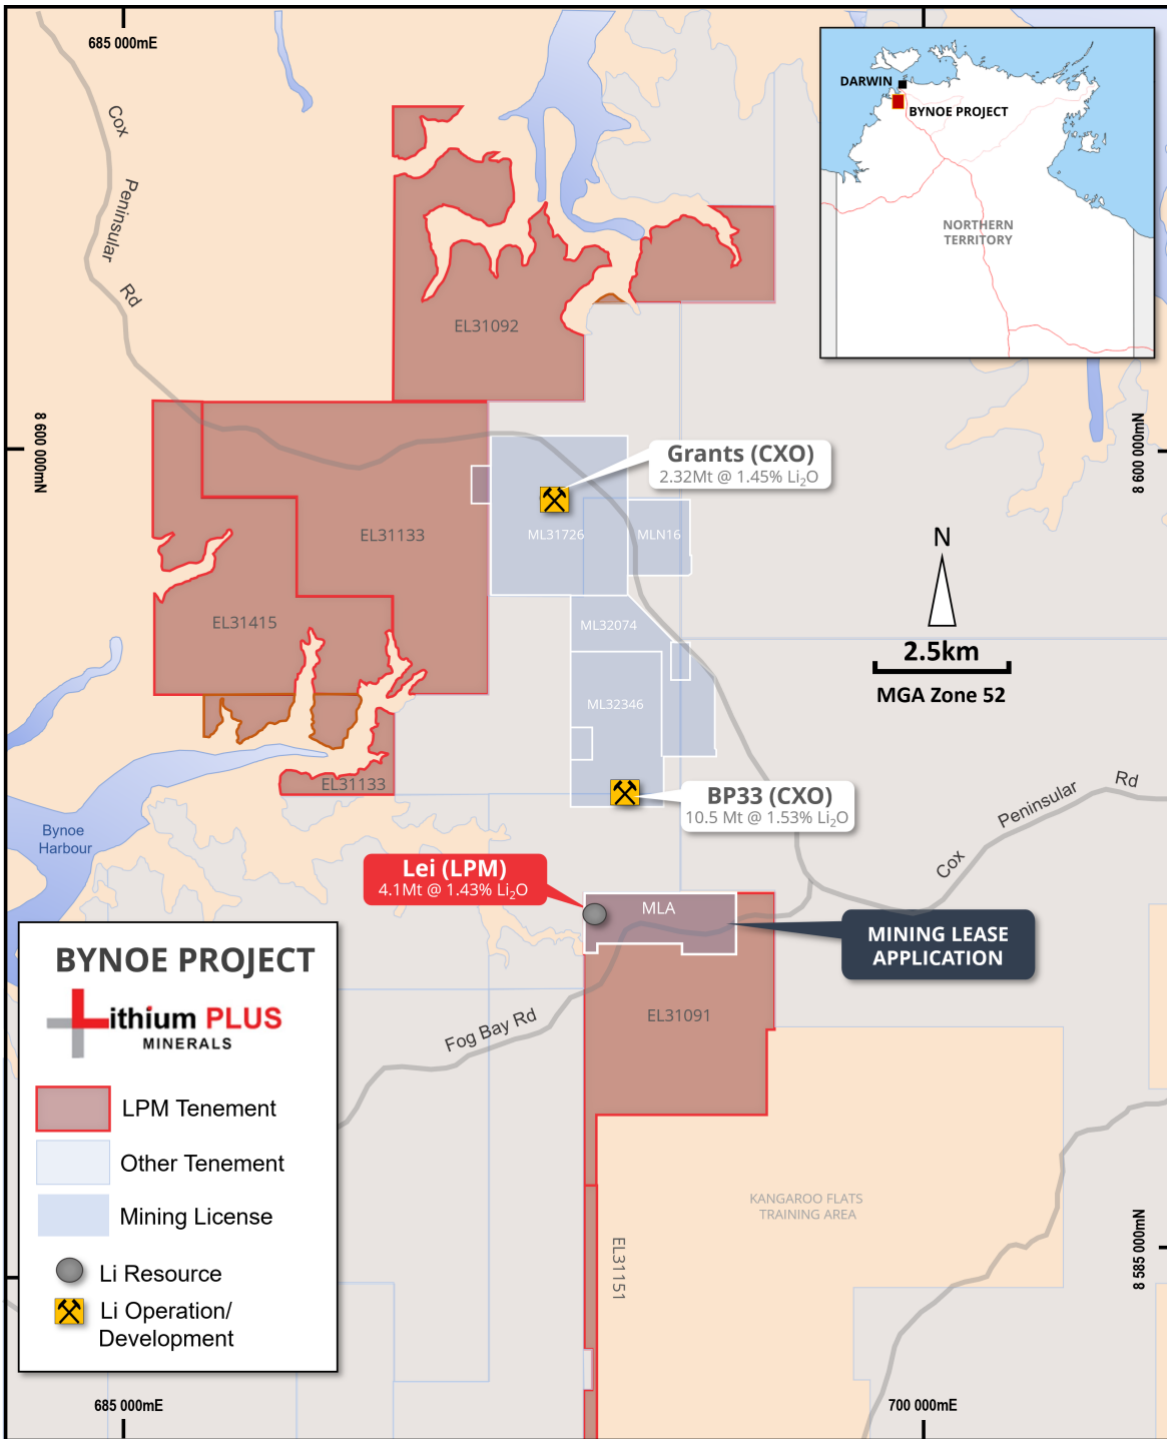 685 000mE
DARWIN
BYNOE PROJECT
NORTHERN
TERRITORY
Cox
Peninsular
Rd
EL31092
8 600 000mN
8 600 000mN
Grants (CXO)
2.32Mt @ 1.45% Li₂O
EL31133
ML31726
MLN16
N
2.5km
MGA Zone 52
EL31415
ML32074
ML32346
EL31133
BP33 (CXO)
10.5 Mt @ 1.53% Li₂O
Cox
Peninsular
Rd
Bynoe
Harbour
Lei (LPM)
4.1Mt @ 1.43% Li₂O
MLA
MINING LEASE
APPLICATION
EL31091
Fog Bay Rd
BYNOE PROJECT
Lithium PLUS
MINERALS
LPM Tenement
Other Tenement
Mining License
Li Resource
Li Operation/
Development
KANGAROO FLATS
TRAINING AREA
EL31151
8 585 000mN
685 000mE
700 000mE